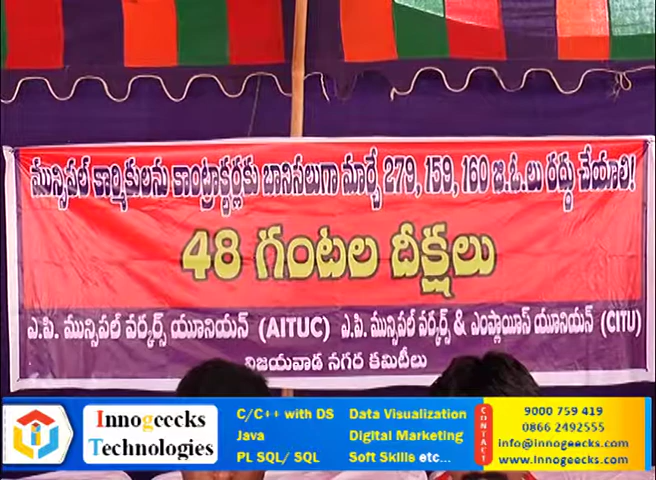 మున్సిపల్ కార్మికులను కాంట్రాక్టర్లకు బానిసలుగా మార్చే 279, 159, 160 జి.ఓ.లు రద్దు చేయాలి!
48 గంటల దీక్షలు
ఎ.పి. మున్సిపల్ వర్కర్స్ యూనియన్ (AITUC) ఎ.పి. మున్సిపల్ వర్కర్స్ & ఎంప్లాయీస్ యూనియన్ (CITU)
విజయవాడ నగర కమిటీలు
Innogeecks
Technologies
C/C++ with DS
Java
PL SQL/ SQL
Data Visualization
Digital Marketing
Soft Skills etc...
CONTACT
9000 759 419
0866 2492555
info@innogeecks.com
www.innogeecks.com